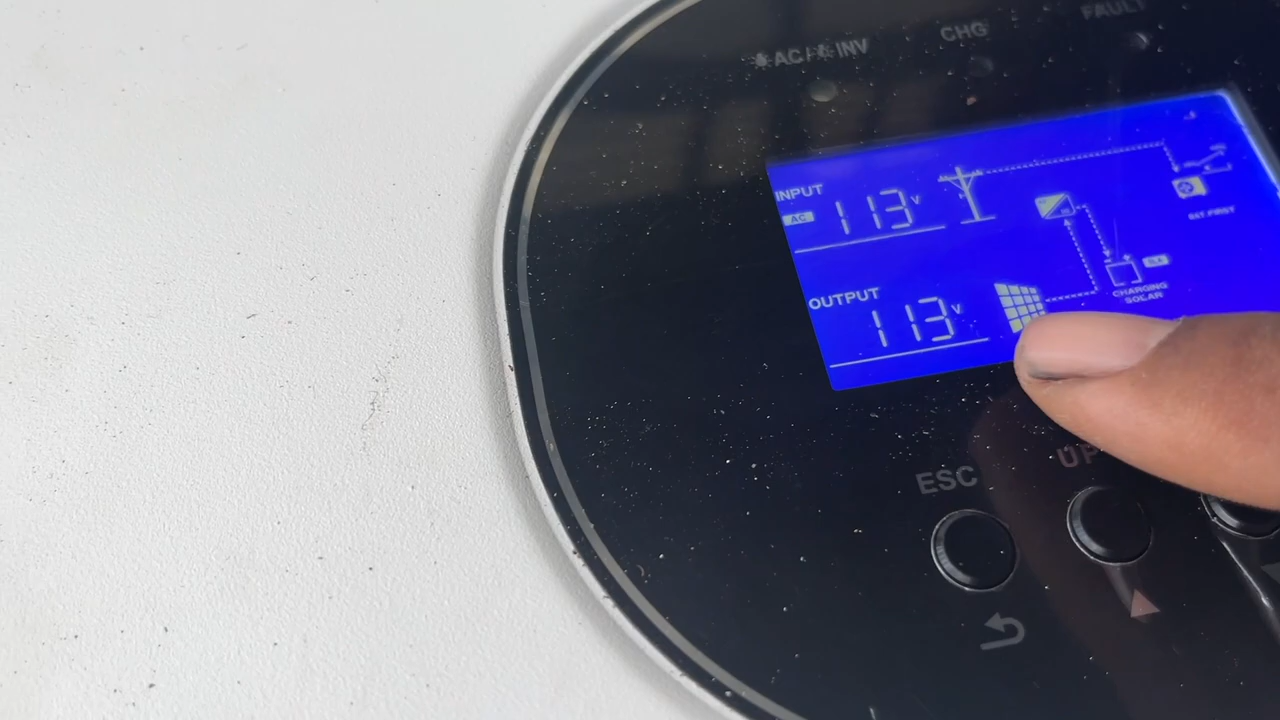 AC / INV
CHG
FAULT
INPUT
AC
113V
OUTPUT
113V
CHARGING
SOLAR
ESC
UP